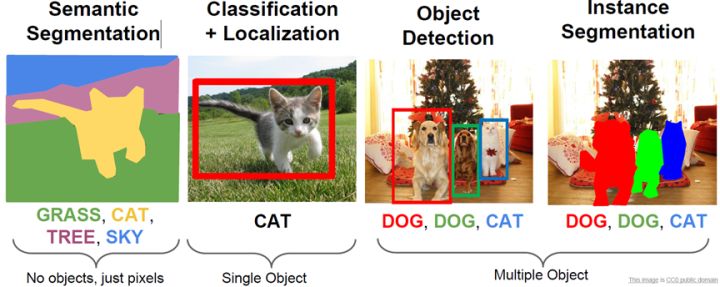 Semantic
Segmentation
Classification
+ Localization
Object
Detection
Instance
Segmentation
GRASS, CAT,
TREE, SKY
CAT
DOG, DOG, CAT
DOG, DOG, CAT
No objects, just pixels
Single Object
Multiple Object
This image is CC0 public domain